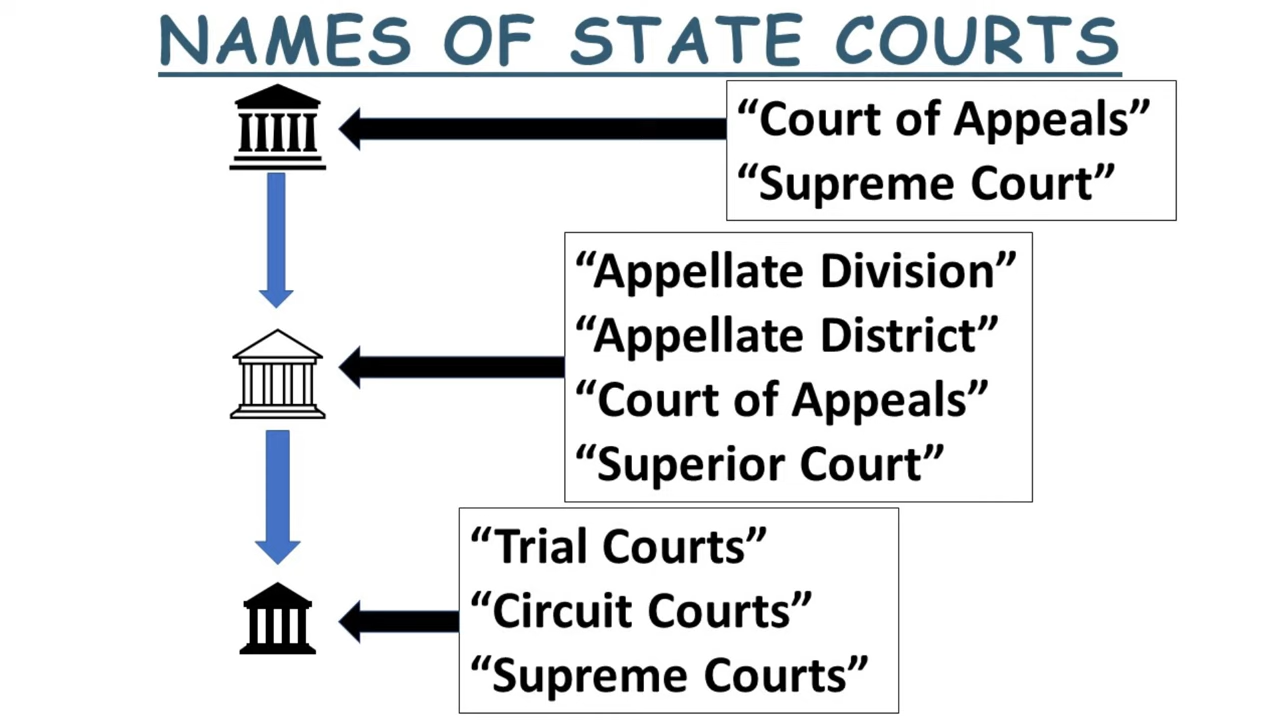 NAMES OF STATE COURTS
“Court of Appeals”
“Supreme Court”
“Appellate Division”
“Appellate District”
“Court of Appeals”
“Superior Court”
“Trial Courts”
“Circuit Courts”
“Supreme Courts”